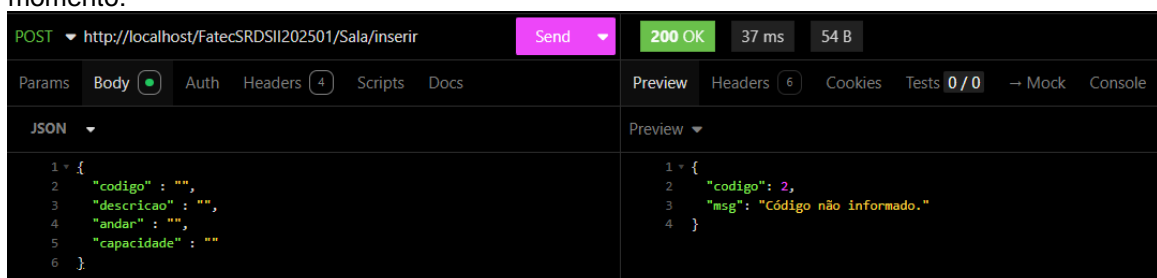 momento.
POST http://localhost/FatecSRDSII202501/Sala/inserir Send 200 OK 37 ms 54 B
Params Body Auth Headers 4 Scripts Docs Preview Headers 6 Cookies Tests 0 / 0 → Mock Console
JSON Preview
1 {
2 "codigo" : "",
3 "descricao" : "",
4 "andar" : "",
5 "capacidade" : ""
6 }
1 {
2 "codigo": 2,
3 "msg": "Código não informado."
4 }